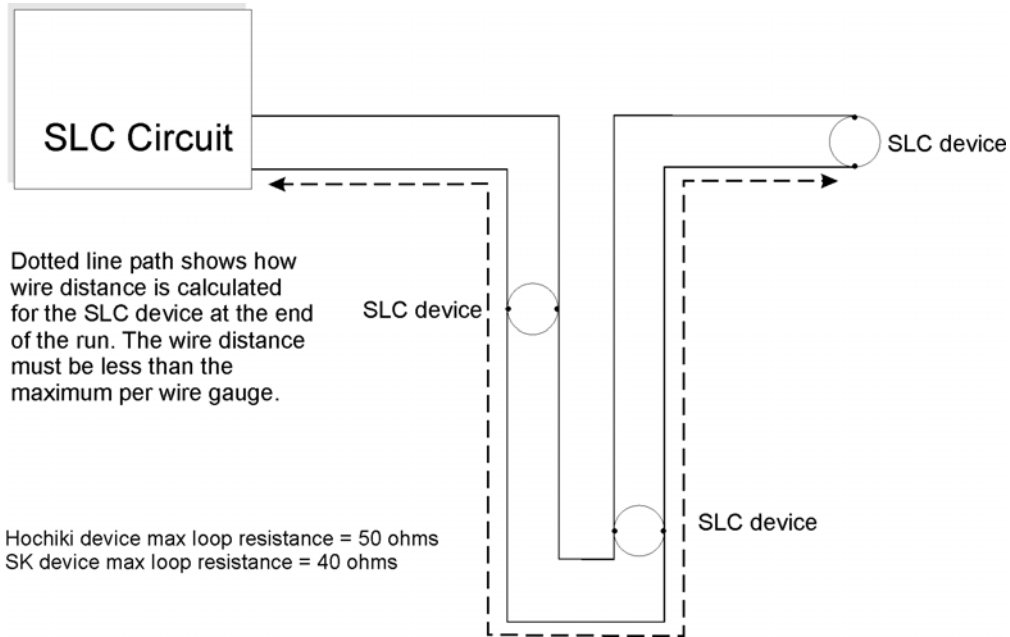 SLC Circuit
SLC device
Dotted line path shows how
wire distance is calculated
for the SLC device at the end
of the run. The wire distance
must be less than the
maximum per wire gauge.
SLC device
SLC device
Hochiki device max loop resistance = 50 ohms
SK device max loop resistance = 40 ohms